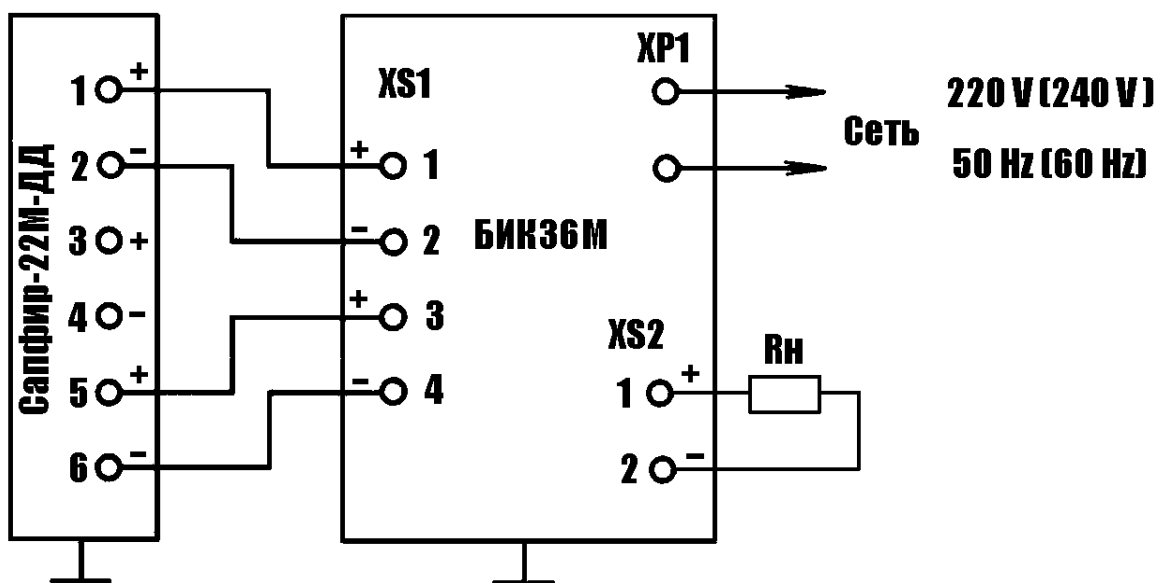 Сапфир-22М-ДД
1 +
2 -
3 +
4 -
5 +
6 -
XS1
+ 1
- 2
+ 3
- 4
БИК36М
XP1
Сеть
220 V (240 V)
50 Hz (60 Hz)
XS2
1 +
2 -
Rн